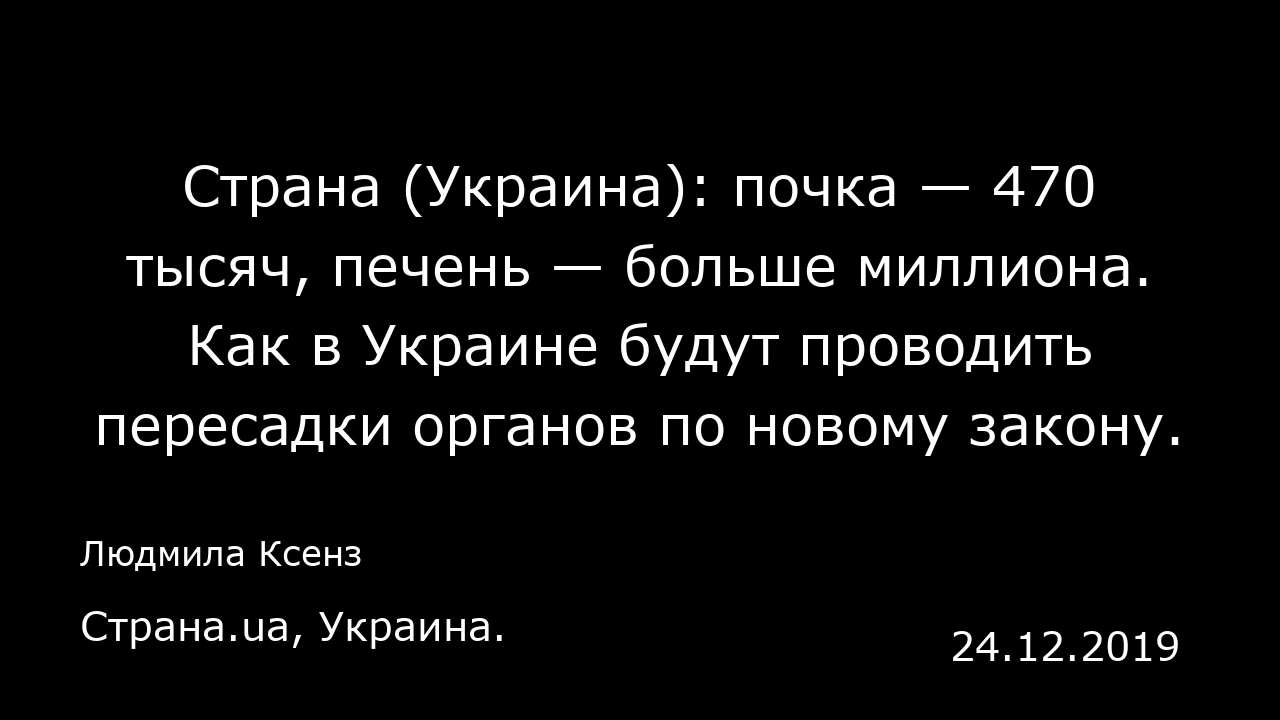 Страна (Украина): почка — 470
тысяч, печень — больше миллиона.
Как в Украине будут проводить
пересадки органов по новому закону.
Людмила Ксенз
Страна.ua, Украина.
24.12.2019